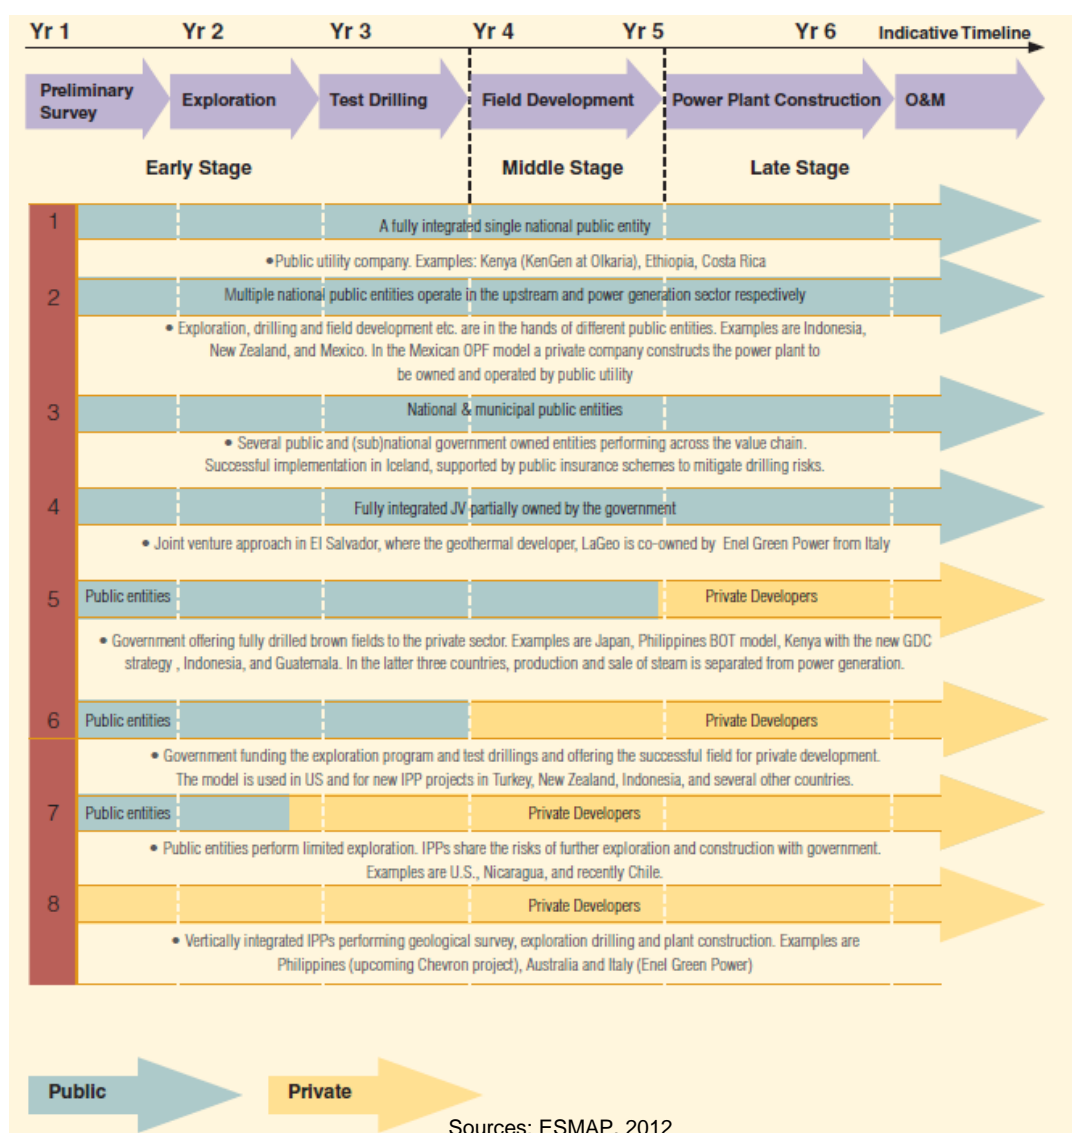 Yr 1 Yr 2 Yr 3 Yr 4 Yr 5 Yr 6 Indicative Timeline
Preliminary
Survey
Exploration
Test Drilling
Field Development
Power Plant Construction
O&M
Early Stage
Middle Stage
Late Stage
1
A fully integrated single national public entity
•Public utility company. Examples: Kenya (KenGen at Olkaria), Ethiopia, Costa Rica
2
Multiple national public entities operate in the upstream and power generation sector respectively
• Exploration, drilling and field development etc. are in the hands of different public entities. Examples are Indonesia,
New Zealand, and Mexico. In the Mexican OPF model a private company constructs the power plant to
be owned and operated by public utility
3
National & municipal public entities
• Several public and (sub)national government owned entities performing across the value chain.
Successful implementation in Iceland, supported by public insurance schemes to mitigate drilling risks.
4
Fully integrated JV partially owned by the government
• Joint venture approach in El Salvador, where the geothermal developer, LaGeo is co-owned by Enel Green Power from Italy
5
Public entities
Private Developers
• Government offering fully drilled brown fields to the private sector. Examples are Japan, Philippines BOT model, Kenya with the new GDC
strategy , Indonesia, and Guatemala. In the latter three countries, production and sale of steam is separated from power generation.
6
Public entities
Private Developers
• Government funding the exploration program and test drillings and offering the successful field for private development.
The model is used in US and for new IPP projects in Turkey, New Zealand, Indonesia, and several other countries.
7
Public entities
Private Developers
• Public entities perform limited exploration. IPPs share the risks of further exploration and construction with government.
Examples are U.S., Nicaragua, and recently Chile.
8
Private Developers
• Vertically integrated IPPs performing geological survey, exploration drilling and plant construction. Examples are
Philippines (upcoming Chevron project), Australia and Italy (Enel Green Power)
Public
Private
Sources: ESMAP, 2012